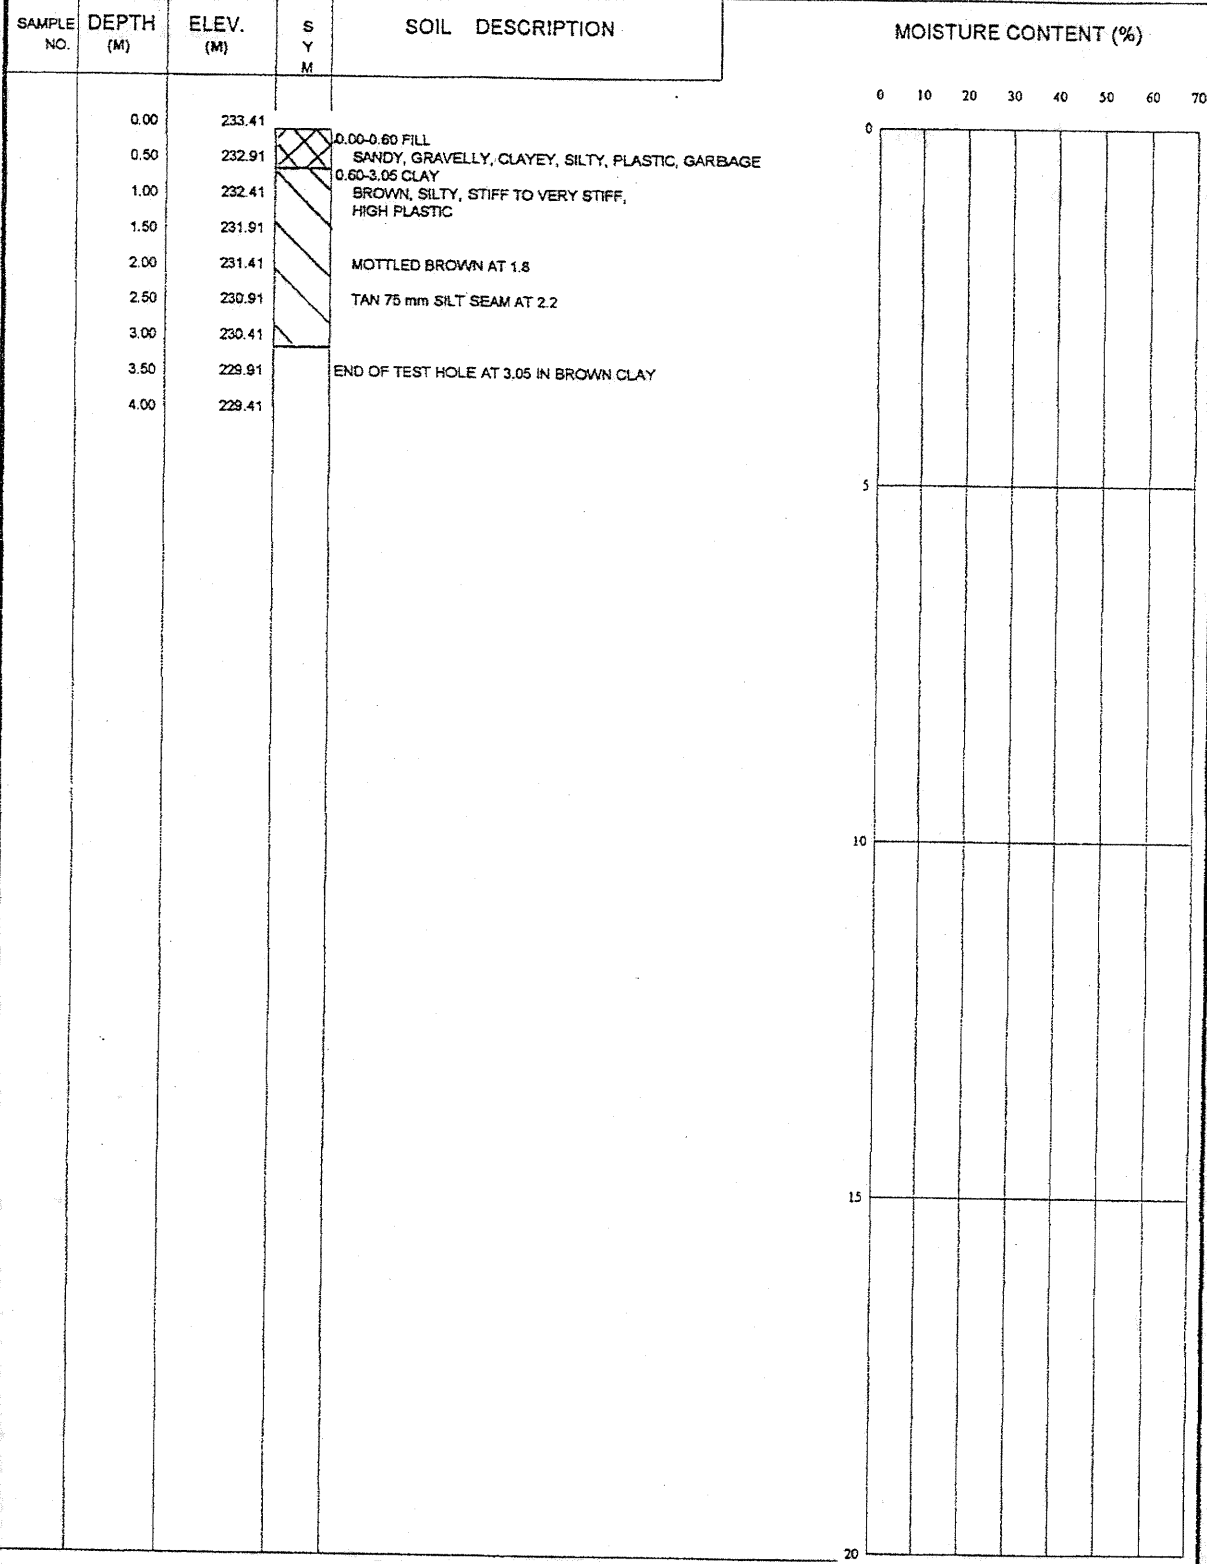 SAMPLE NO. DEPTH (M) ELEV. (M) SYM SOIL DESCRIPTION MOISTURE CONTENT (%)
0 10 20 30 40 50 60 70
0.00 233.41
0
0.00-0.60 FILL
0.50 232.91 SANDY, GRAVELLY, CLAYEY, SILTY, PLASTIC, GARBAGE
0.60-3.05 CLAY
1.00 232.41 BROWN, SILTY, STIFF TO VERY STIFF,
HIGH PLASTIC
1.50 231.91
2.00 231.41 MOTTLED BROWN AT 1.8
2.50 230.91 TAN 75 mm SILT SEAM AT 2.2
3.00 230.41
3.50 229.91 END OF TEST HOLE AT 3.05 IN BROWN CLAY
4.00 229.41
5
10
15
20